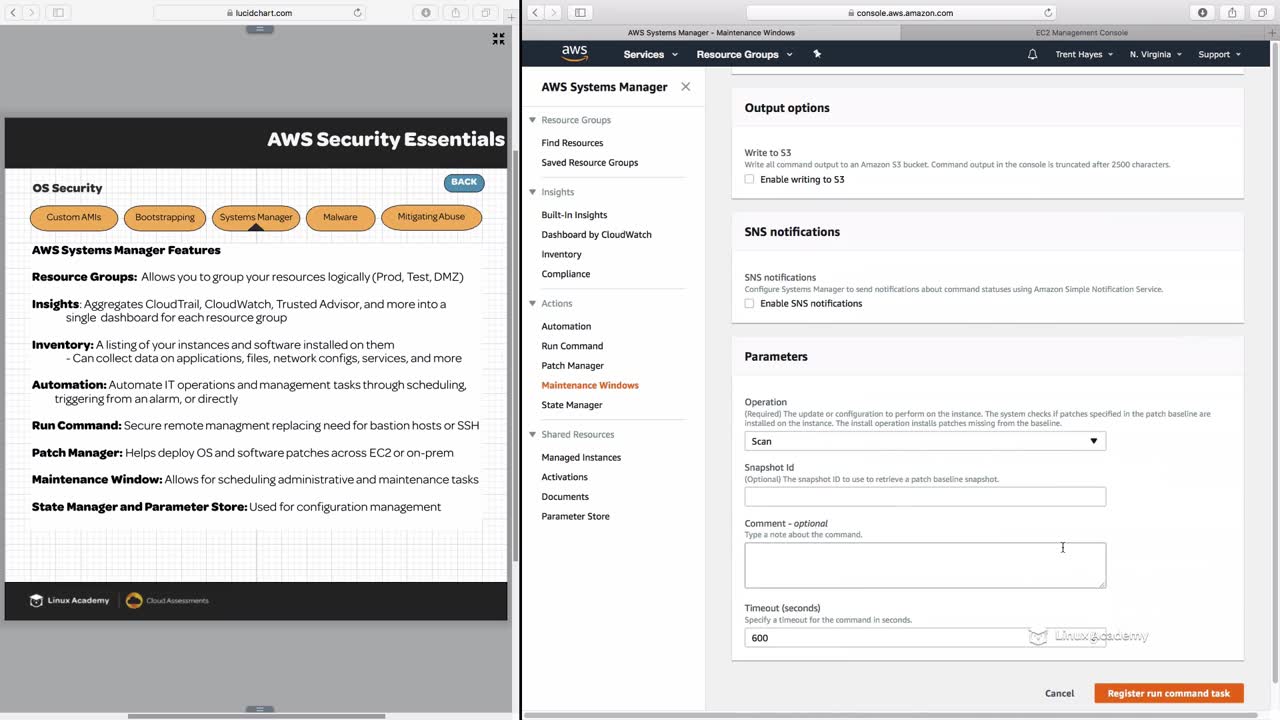 lucidchart.com
AWS Security Essentials
OS Security
BACK
Custom AMIs
Bootstrapping
Systems Manager
Malware
Mitigating Abuse
AWS Systems Manager Features
Resource Groups: Allows you to group your resources logically (Prod, Test, DMZ)
Insights: Aggregates CloudTrail, CloudWatch, Trusted Advisor, and more into a
single dashboard for each resource group
Inventory: A listing of your instances and software installed on them
- Can collect data on applications, files, network configs, services, and more
Automation: Automate IT operations and management tasks through scheduling,
triggering from an alarm, or directly
Run Command: Secure remote managment replacing need for bastion hosts or SSH
Patch Manager: Helps deploy OS and software patches across EC2 or on-prem
Maintenance Window: Allows for scheduling administrative and maintenance tasks
State Manager and Parameter Store: Used for configuration management
Linux Academy
Cloud Assessments
console.aws.amazon.com
AWS Systems Manager - Maintenance Windows
EC2 Management Console
aws
Services
Resource Groups
Trent Hayes
N. Virginia
Support
AWS Systems Manager
Resource Groups
Find Resources
Saved Resource Groups
Insights
Built-In Insights
Dashboard by CloudWatch
Inventory
Compliance
Actions
Automation
Run Command
Patch Manager
Maintenance Windows
State Manager
Shared Resources
Managed Instances
Activations
Documents
Parameter Store
Output options
Write to S3
Write all command output to an Amazon S3 bucket. Command output in the console is truncated after 2500 characters.
Enable writing to S3
SNS notifications
SNS notifications
Configure Systems Manager to send notifications about command statuses using Amazon Simple Notification Service.
Enable SNS notifications
Parameters
Operation
(Required) The update or configuration to perform on the instance. The system checks if patches specified in the patch baseline are
installed on the instance. The install operation installs patches missing from the baseline.
Scan
Snapshot Id
(Optional) The snapshot ID to use to retrieve a patch baseline snapshot.
Comment - optional
Type a note about the command.
Timeout (seconds)
Specify a timeout for the command in seconds.
600
Linux Academy
Cancel
Register run command task